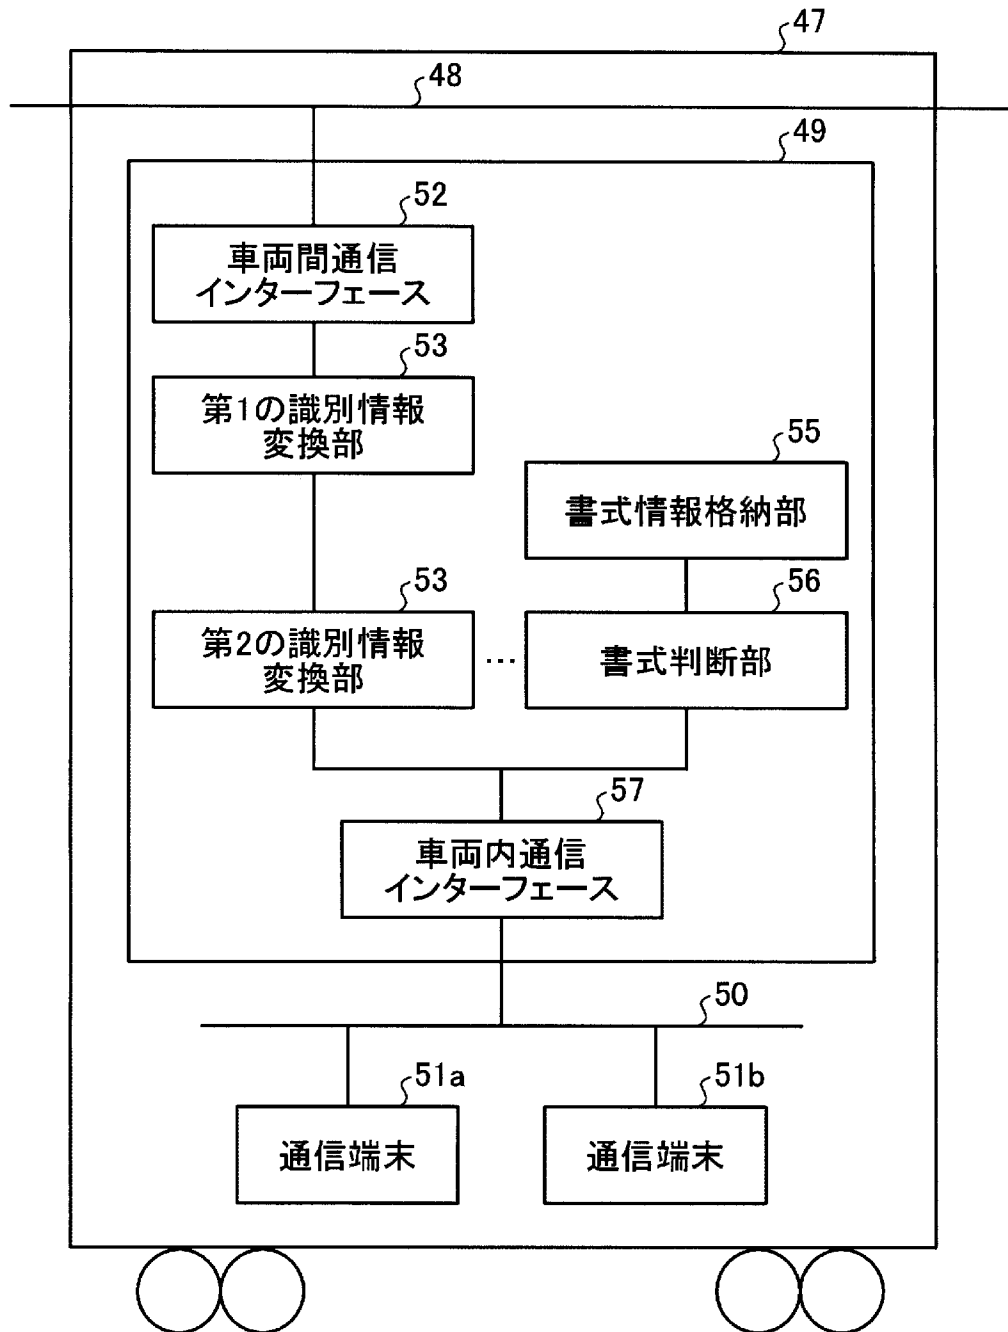 47
48
49
52
車両間通信
インターフェース
53
第1の識別情報
変換部
55
書式情報格納部
53
第2の識別情報
変換部
…
56
書式判断部
57
車両内通信
インターフェース
50
51a
通信端末
51b
通信端末